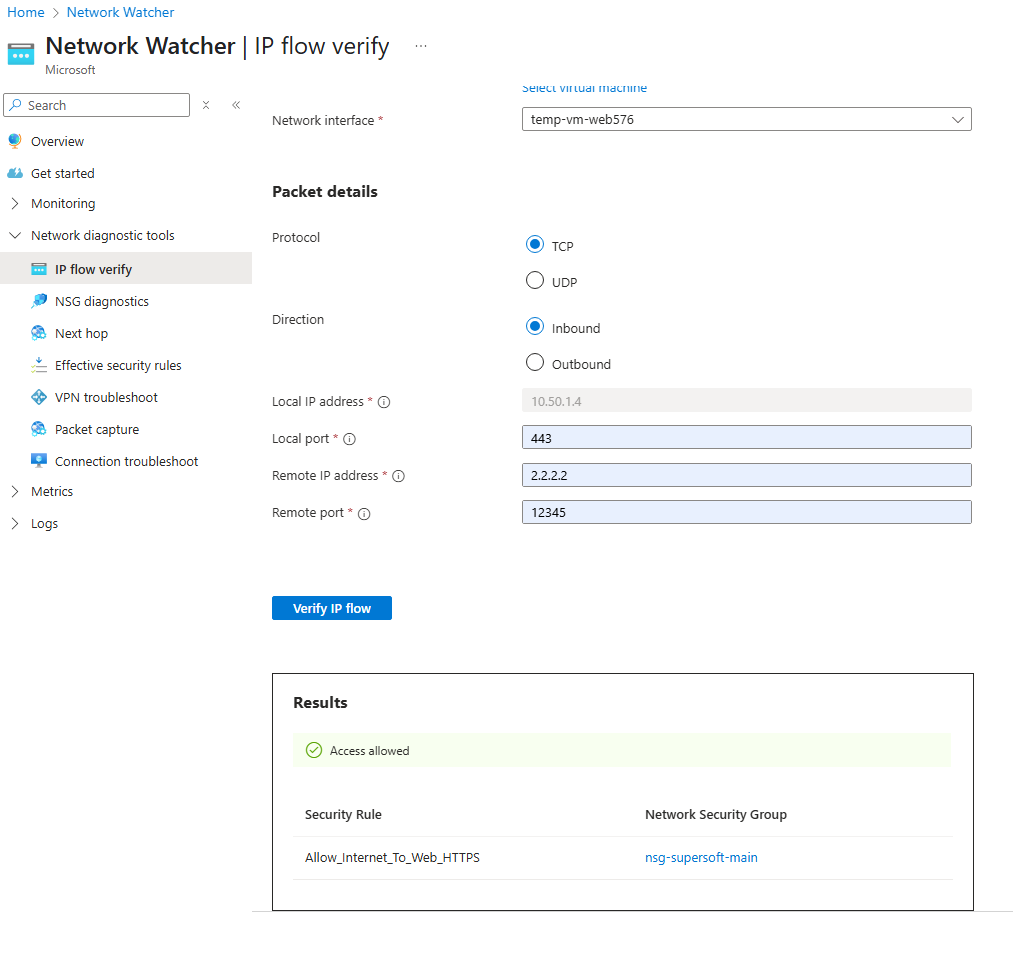 Home > Network Watcher
Network Watcher | IP flow verify ...
Microsoft
Search
Overview
Get started
Monitoring
Network diagnostic tools
IP flow verify
NSG diagnostics
Next hop
Effective security rules
VPN troubleshoot
Packet capture
Connection troubleshoot
Metrics
Logs
Select virtual machine
Network interface * temp-vm-web576
Packet details
Protocol
TCP
UDP
Direction
Inbound
Outbound
Local IP address * 10.50.1.4
Local port * 443
Remote IP address * 2.2.2.2
Remote port * 12345
Verify IP flow
Results
Access allowed
Security Rule Network Security Group
Allow_Internet_To_Web_HTTPS nsg-supersoft-main